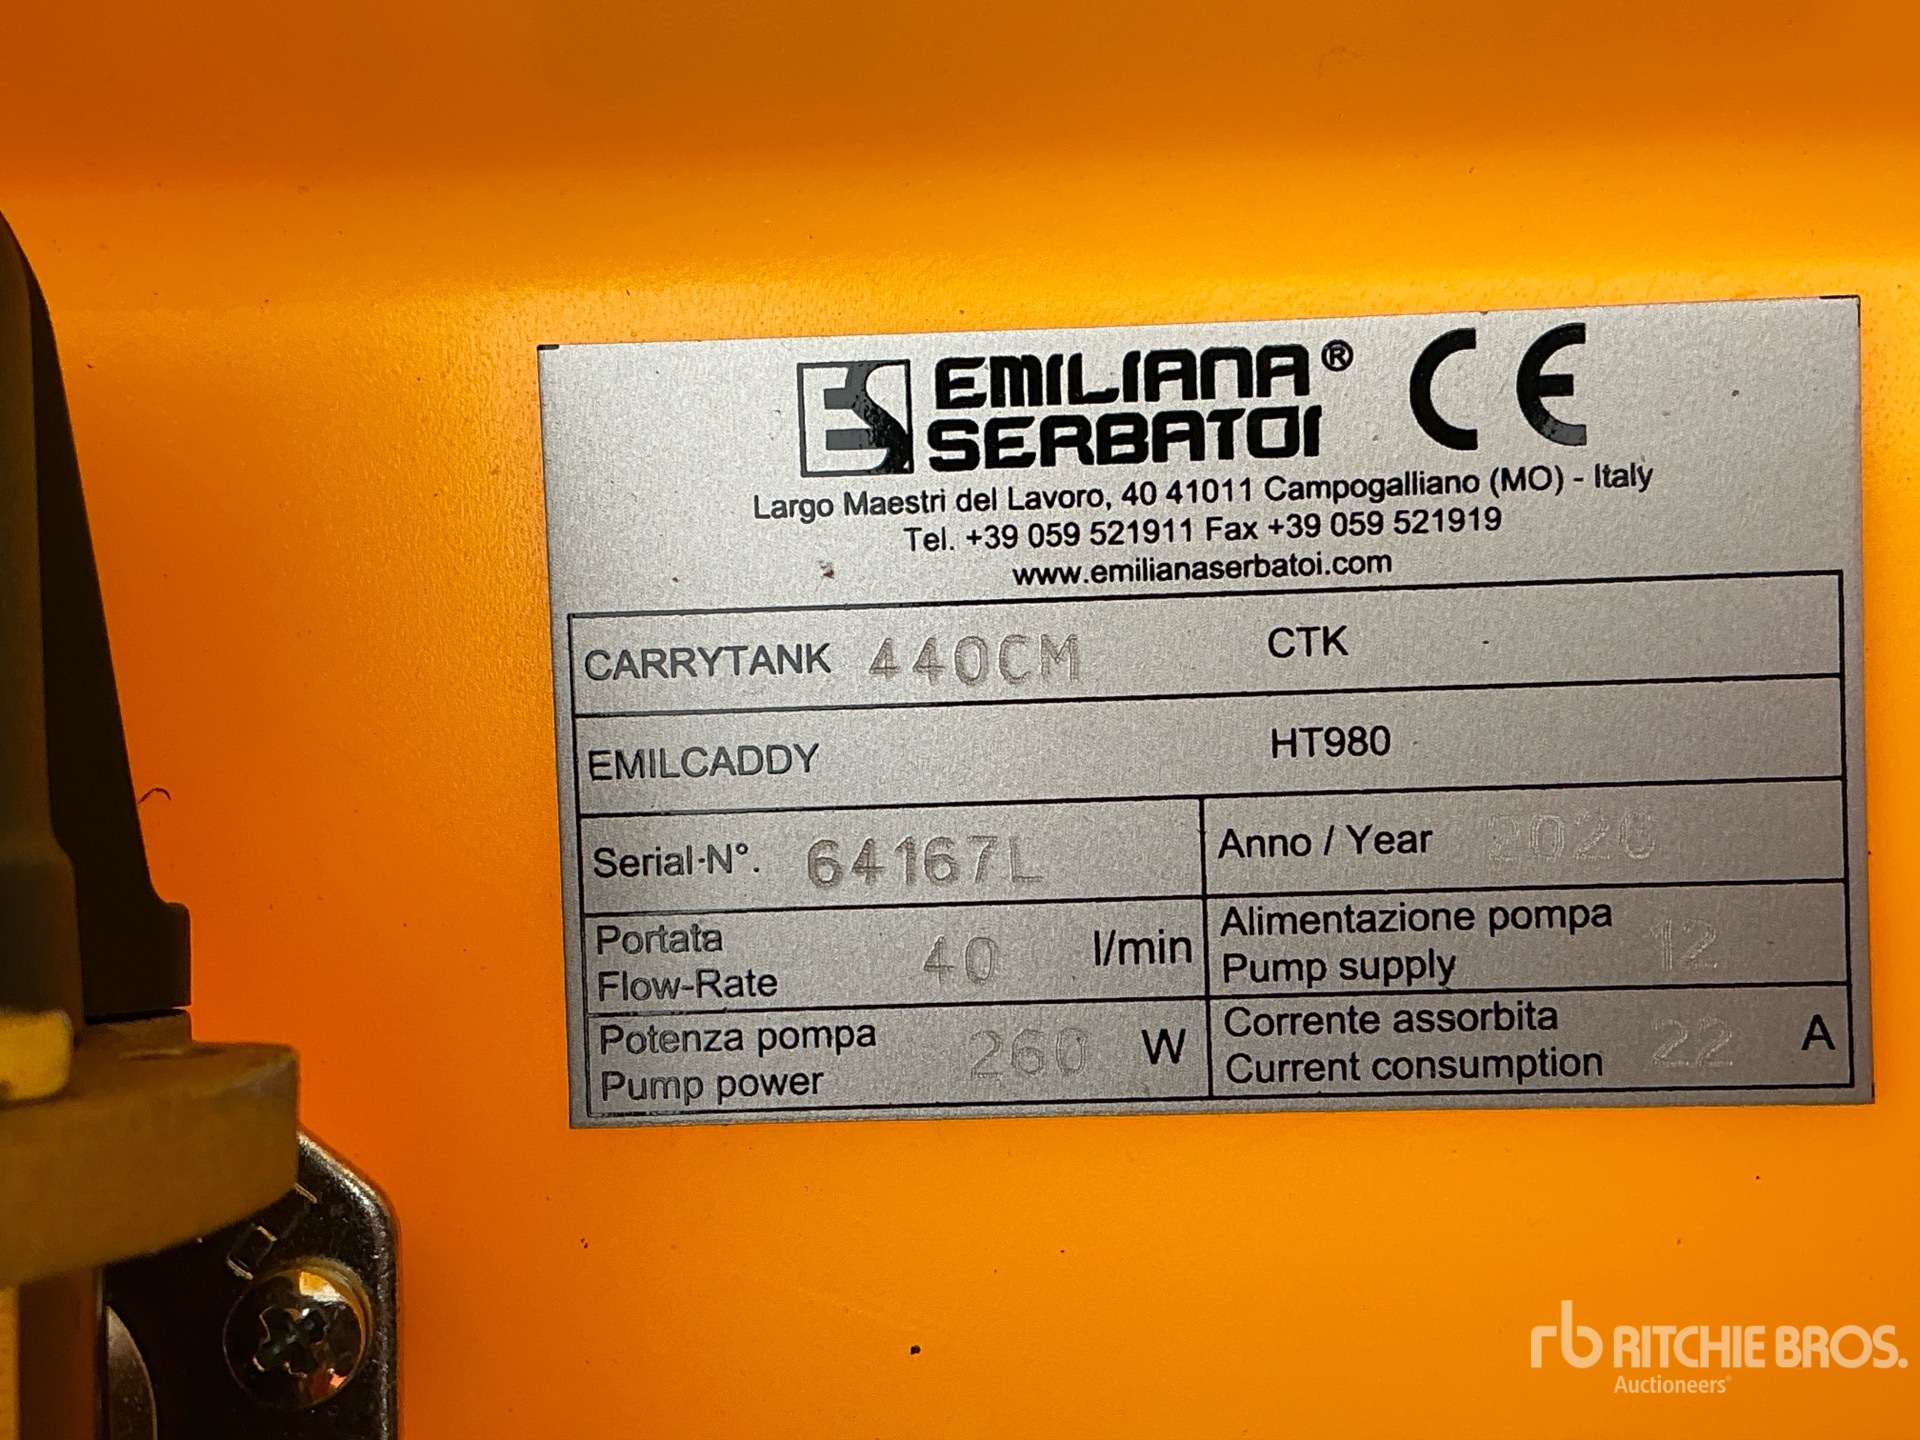 EMILIANA®
SERBATOI
CE
Largo Maestri del Lavoro, 40 41011 Campogalliano (MO) - Italy
Tel. +39 059 521911 Fax +39 059 521919
www.emilianaserbatoi.com
CARRYTANK 440CM CTK
EMILCADDY HT980
Serial N°. 64167L Anno / Year 2026
Portata
Flow-Rate 40 l/min
Alimentazione pompa
Pump supply 12
Potenza pompa
Pump power 260 W
Corrente assorbita
Current consumption 22 A
rb RITCHIE BROS.
Auctioneers